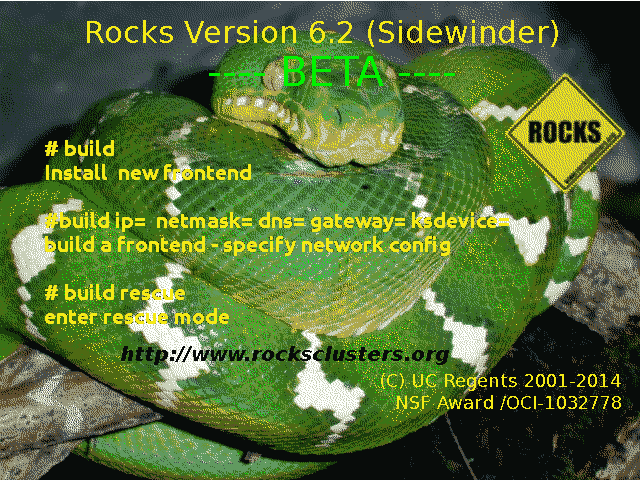 Rocks Version 6.2 (Sidewinder)
---- BETA ----
ROCKS
# build
Install new frontend
#build ip= netmask= dns= gateway= ksdevice=
build a frontend - specify network config
# build rescue
enter rescue mode
http://www.rocksclusters.org
(C) UC Regents 2001-2014
NSF Award /OCI-1032778